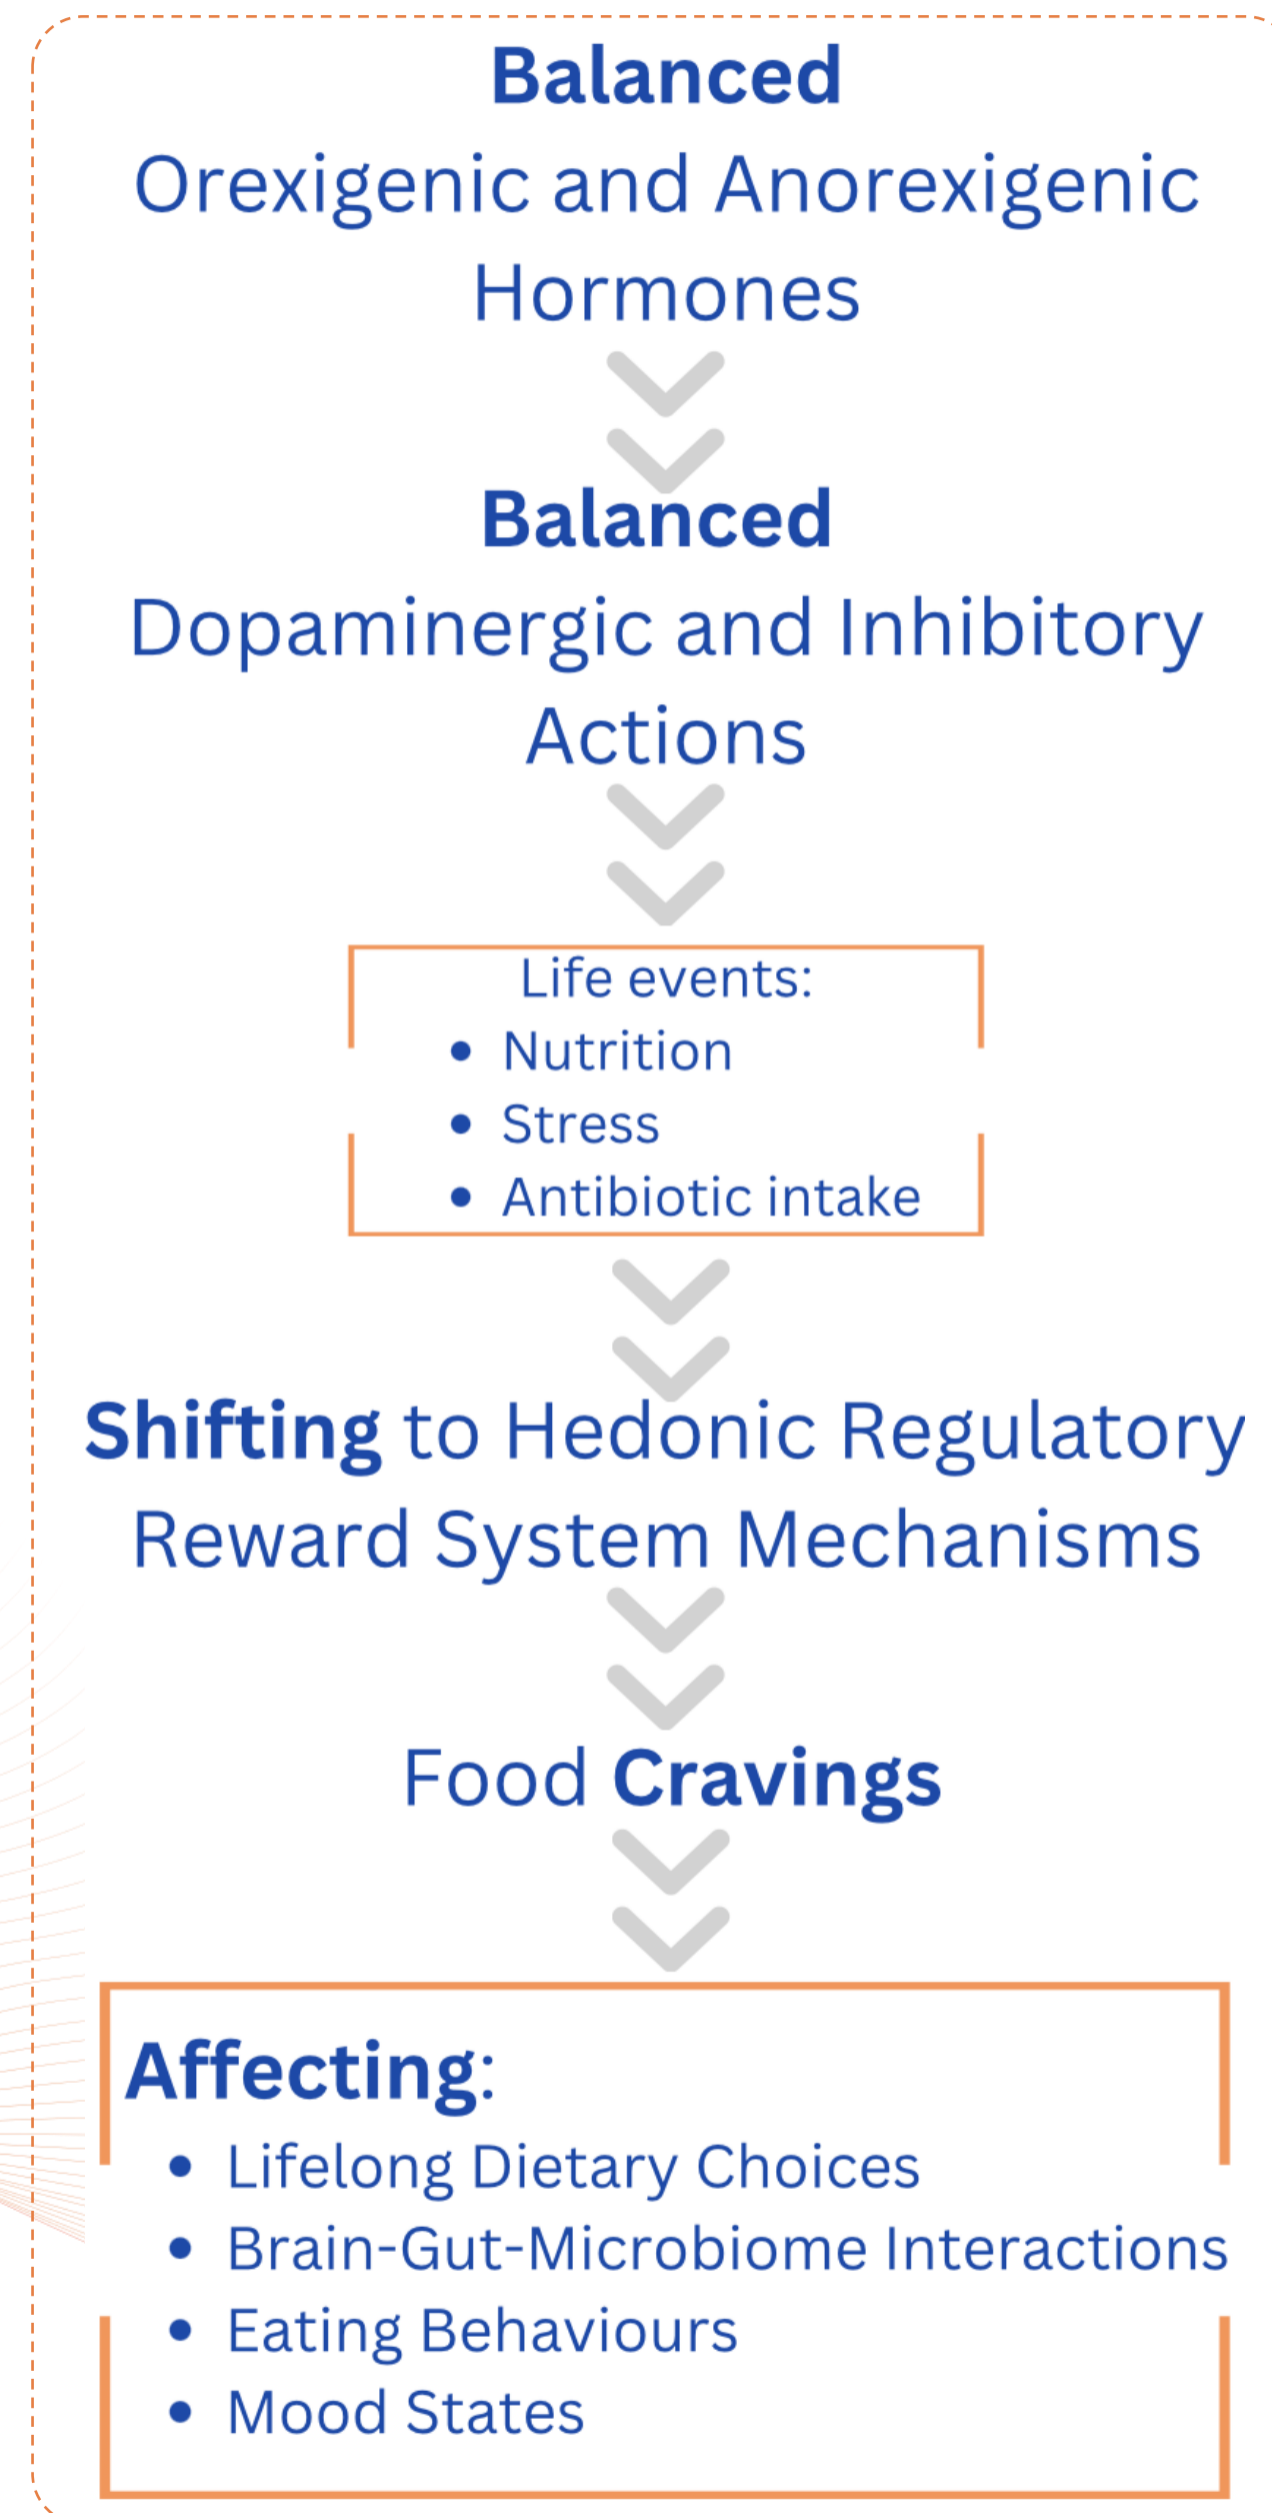 Balanced
Orexigenic and Anorexigenic
Hormones
Balanced
Dopaminergic and Inhibitory
Actions
Life events:
• Nutrition
• Stress
• Antibiotic intake
Shifting to Hedonic Regulatory
Reward System Mechanisms
Food Cravings
Affecting:
• Lifelong Dietary Choices
• Brain-Gut-Microbiome Interactions
• Eating Behaviours
• Mood States